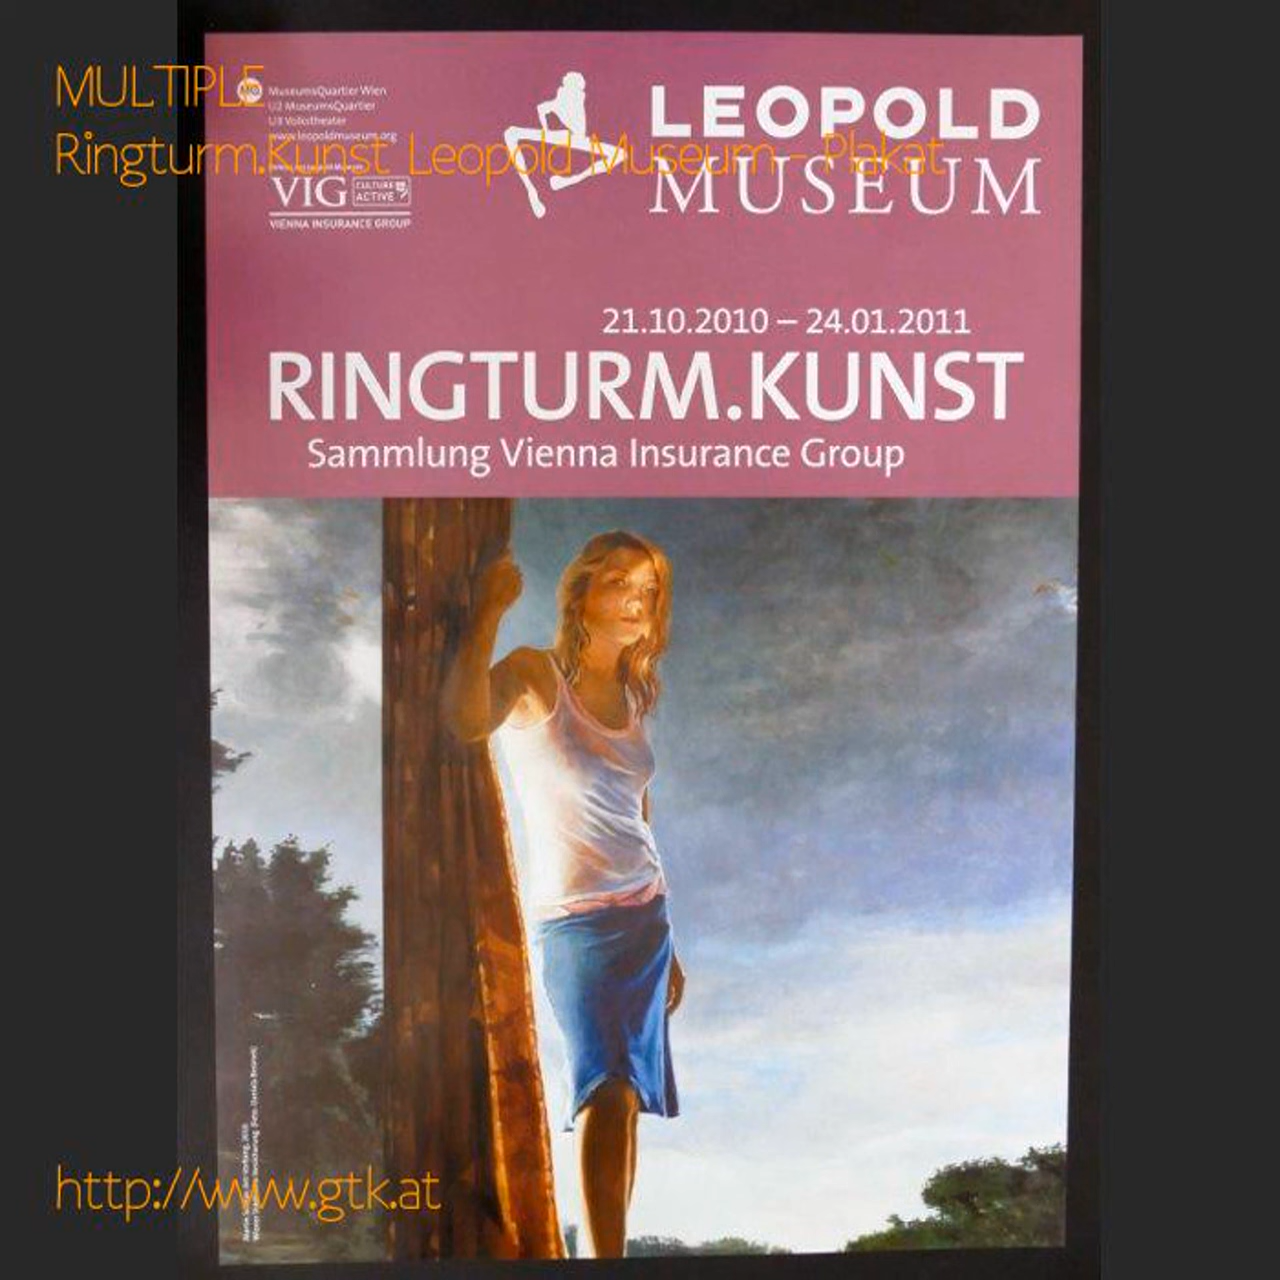 MULTIPLE
Ringturm.Kunst Leopold Museum - Plakat
MQ
MuseumsQuartier Wien
U2 MuseumsQuartier
U3 Volkstheater
www.leopoldmuseum.org
VIG CULTURE ACTIVE
VIENNA INSURANCE GROUP
LEOPOLD
MUSEUM
21.10.2010 – 24.01.2011
RINGTURM.KUNST
Sammlung Vienna Insurance Group
http://www.gtk.at